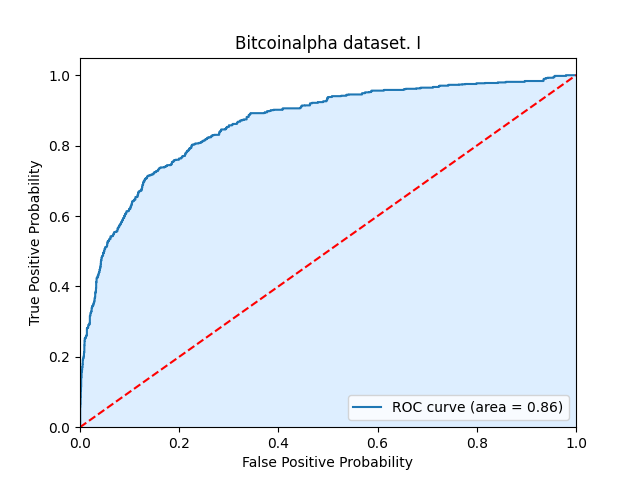 Bitcoinalpha dataset. I
1.0
0.8
0.6
0.4
0.2
0.0
True Positive Probability
ROC curve (area = 0.86)
0.0 0.2 0.4 0.6 0.8 1.0
False Positive Probability